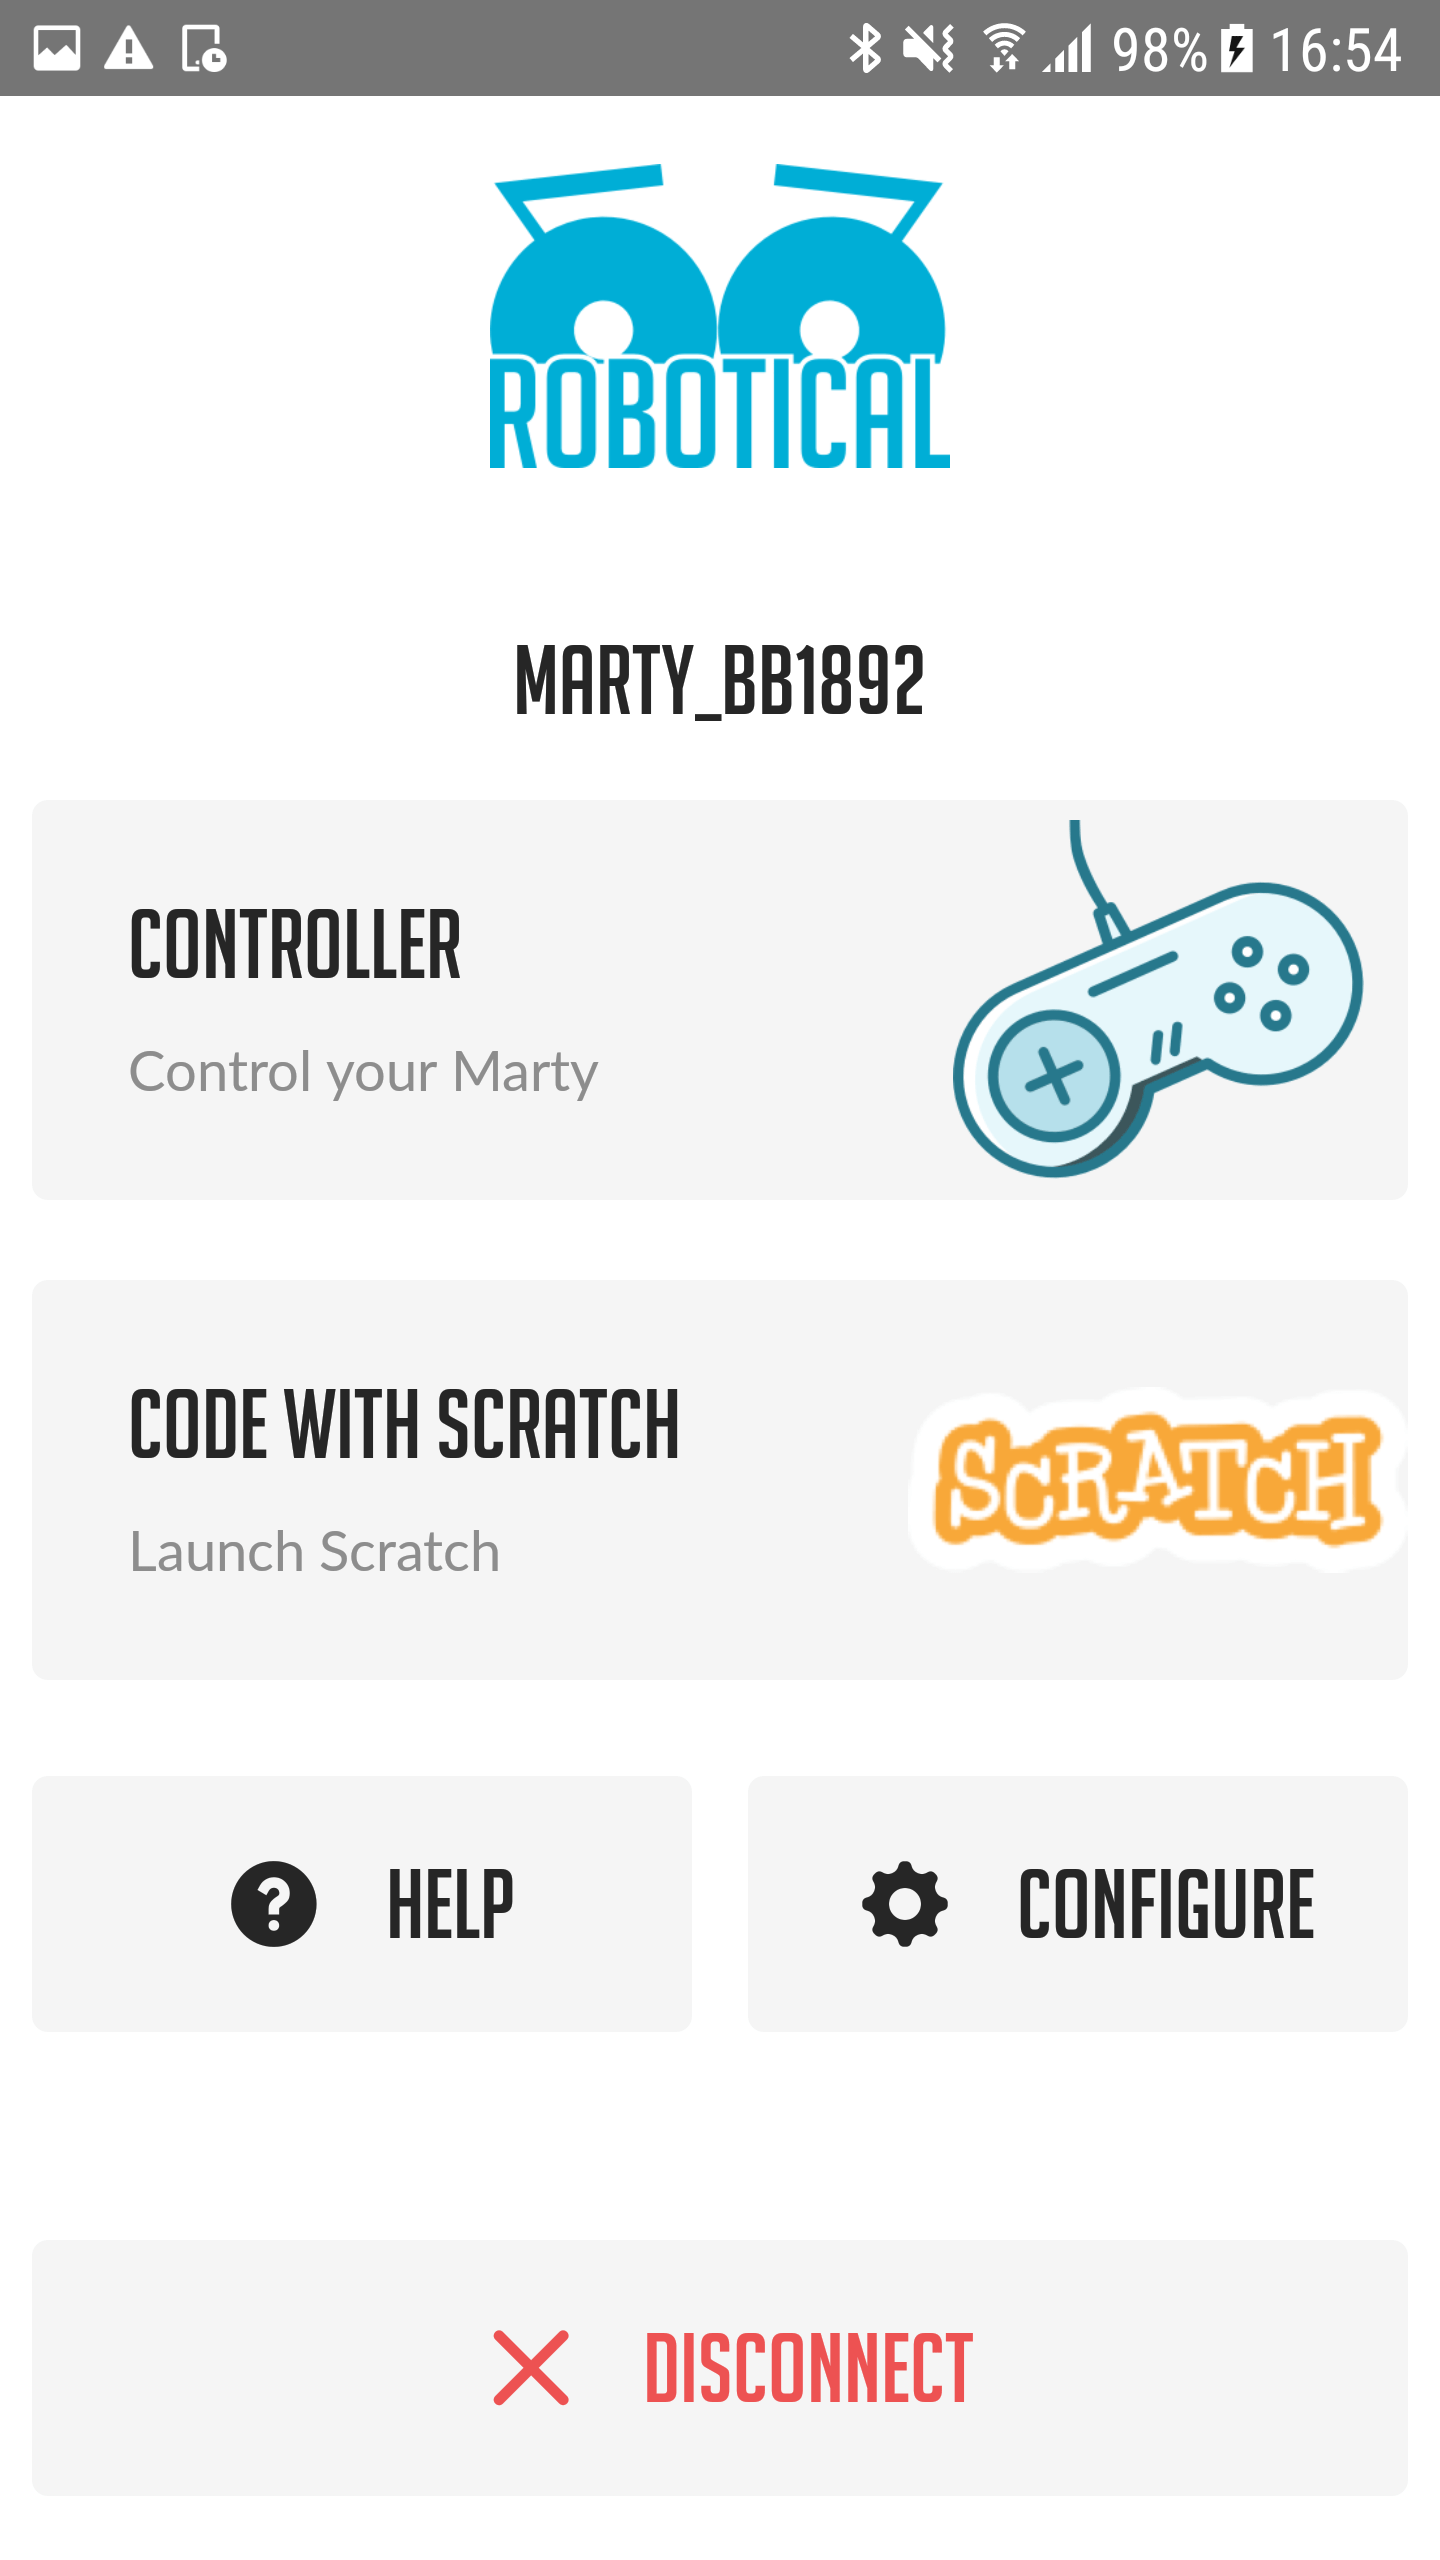 98% 16:54
ROBOTICAL
MARTY_BB1892
CONTROLLER
Control your Marty
CODE WITH SCRATCH
SCRATCH
Launch Scratch
HELP
CONFIGURE
DISCONNECT